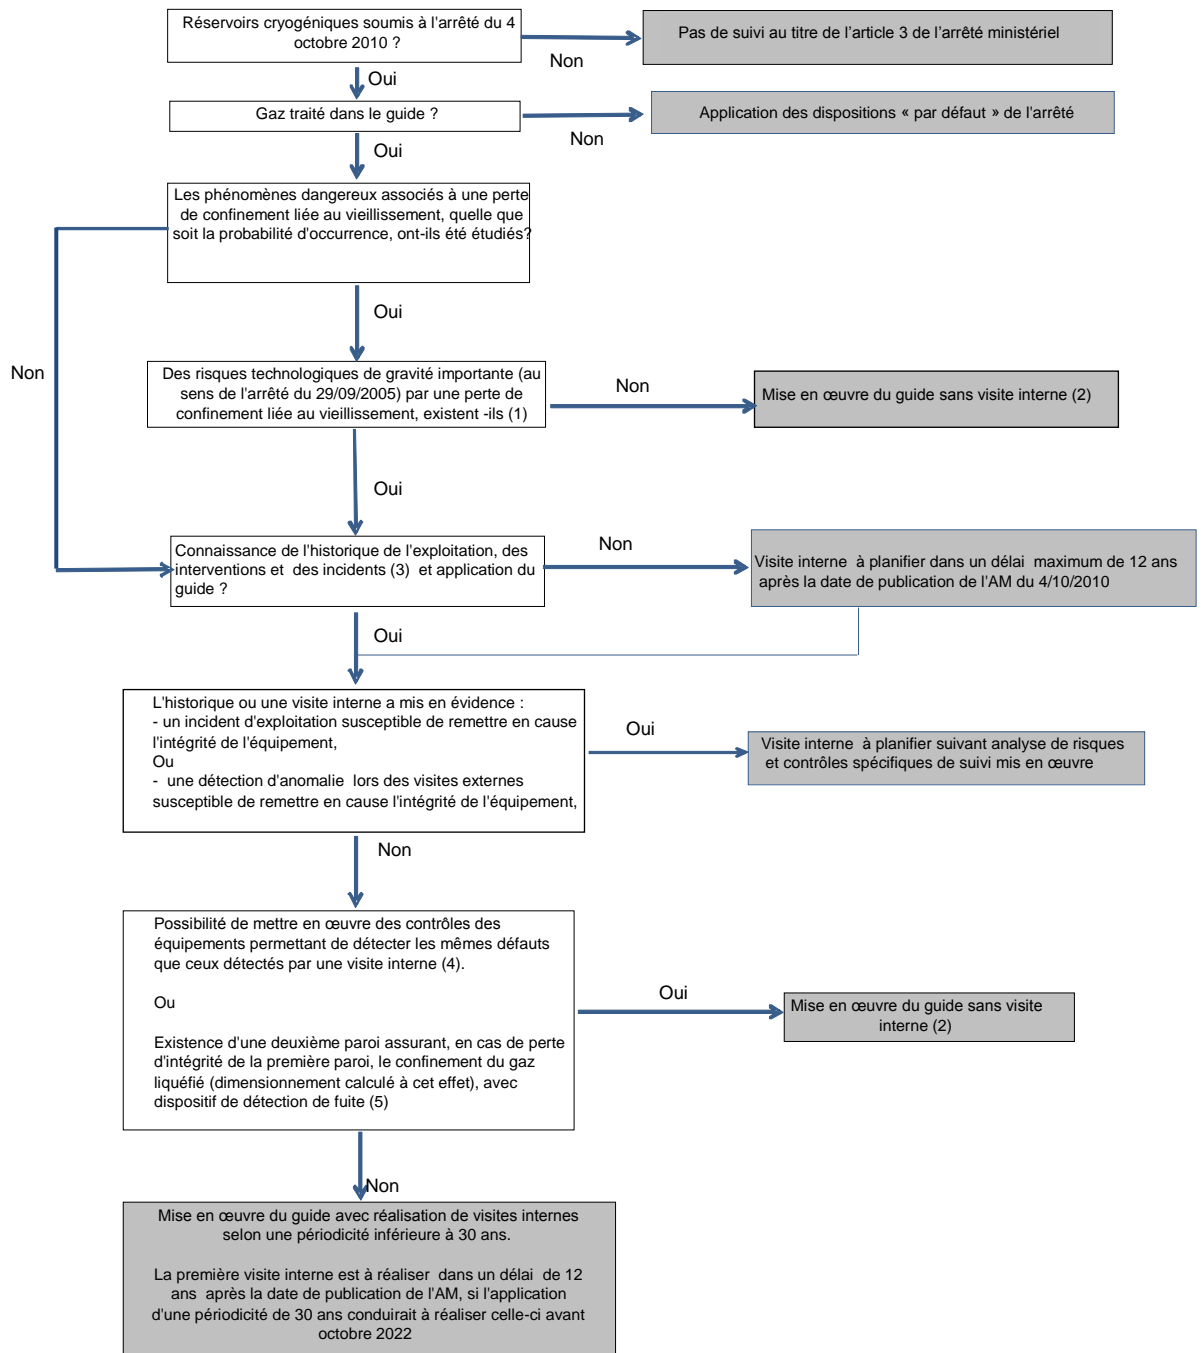 Réservoirs cryogéniques soumis à l'arrêté du 4
octobre 2010 ?
Pas de suivi au titre de l'article 3 de l'arrêté ministériel
Non
Oui
Gaz traité dans le guide ?
Application des dispositions « par défaut » de l'arrêté
Non
Oui
Les phénomènes dangereux associés à une perte
de confinement liée au vieillissement, quelle que
soit la probabilité d'occurrence, ont-ils été étudiés?
Oui
Non
Des risques technologiques de gravité importante (au
sens de l'arrêté du 29/09/2005) par une perte de
confinement liée au vieillissement, existent -ils (1)
Non
Mise en œuvre du guide sans visite interne (2)
Oui
Connaissance de l'historique de l'exploitation, des
interventions et des incidents (3) et application du
guide ?
Non
Visite interne à planifier dans un délai maximum de 12 ans
après la date de publication de l'AM du 4/10/2010
Oui
L'historique ou une visite interne a mis en évidence :
- un incident d'exploitation susceptible de remettre en cause
l'intégrité de l'équipement,
Ou
- une détection d'anomalie lors des visites externes
susceptible de remettre en cause l'intégrité de l'équipement,
Oui
Visite interne à planifier suivant analyse de risques
et contrôles spécifiques de suivi mis en œuvre
Non
Possibilité de mettre en œuvre des contrôles des
équipements permettant de détecter les mêmes défauts
que ceux détectés par une visite interne (4).
Ou
Existence d'une deuxième paroi assurant, en cas de perte
d'intégrité de la première paroi, le confinement du gaz
liquéfié (dimensionnement calculé à cet effet), avec
dispositif de détection de fuite (5)
Oui
Mise en œuvre du guide sans visite
interne (2)
Non
Mise en œuvre du guide avec réalisation de visites internes
selon une périodicité inférieure à 30 ans.
La première visite interne est à réaliser dans un délai de 12
ans après la date de publication de l'AM, si l'application
d'une périodicité de 30 ans conduirait à réaliser celle-ci avant
octobre 2022